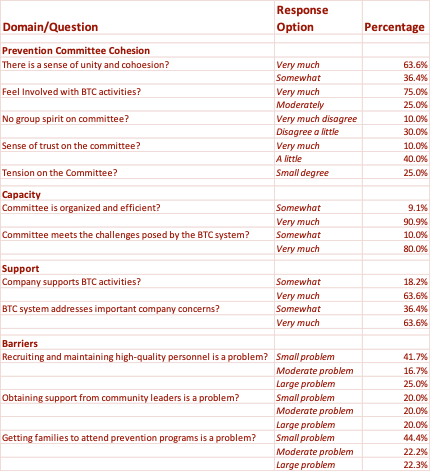 Domain/Question Response Option Percentage
Prevention Committee Cohesion
There is a sense of unity and cohoesion? Very much 63.6%
Somewhat 36.4%
Feel Involved with BTC activities? Very much 75.0%
Moderately 25.0%
No group spirit on committee? Very much disagree 10.0%
Disagree a little 30.0%
Sense of trust on the committee? Very much 10.0%
A little 40.0%
Tension on the Committee? Small degree 25.0%
Capacity
Committee is organized and efficient? Somewhat 9.1%
Very much 90.9%
Committee meets the challenges posed by the BTC system? Somewhat 10.0%
Very much 80.0%
Support
Company supports BTC activities? Somewhat 18.2%
Very much 63.6%
BTC system addresses important company concerns? Somewhat 36.4%
Very much 63.6%
Barriers
Recruiting and maintaining high-quality personnel is a problem? Small problem 41.7%
Moderate problem 16.7%
Large problem 25.0%
Obtaining support from community leaders is a problem? Small problem 20.0%
Moderate problem 20.0%
Large problem 20.0%
Getting families to attend prevention programs is a problem? Small problem 44.4%
Moderate problem 22.2%
Large problem 22.3%